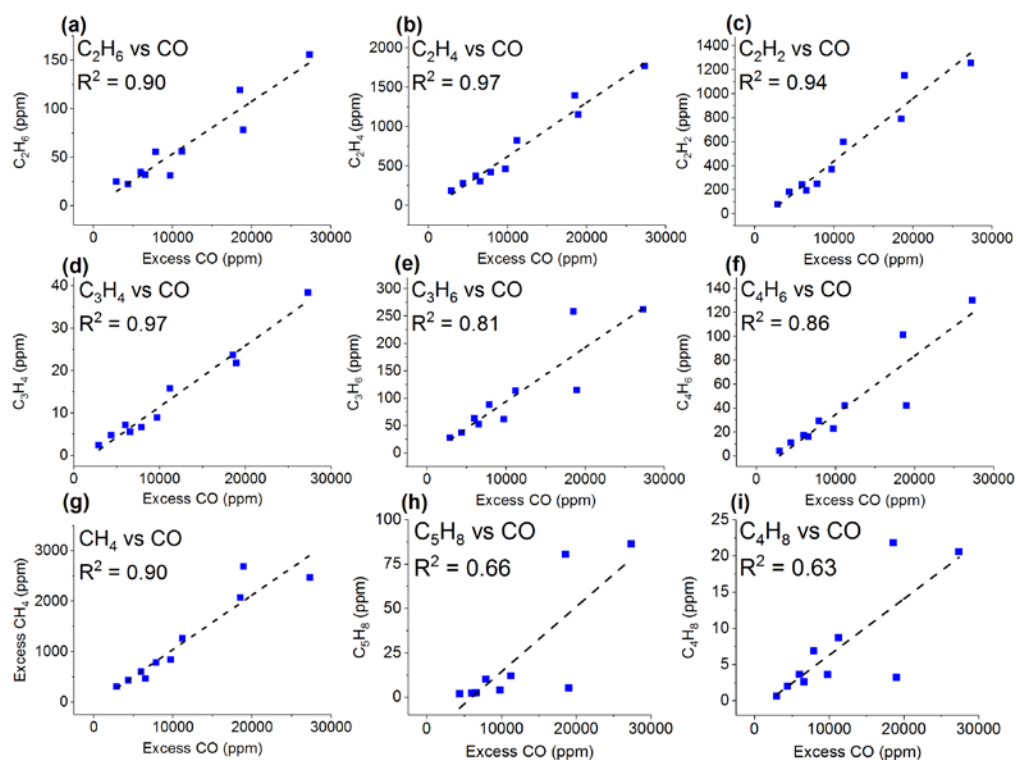 (a)
C2H6 vs CO
R² = 0.90
150
100
50
0
C2H6 (ppm)
0 10000 20000 30000
Excess CO (ppm)
(b)
C2H4 vs CO
R² = 0.97
2000
1500
1000
500
0
C2H4 (ppm)
0 10000 20000 30000
Excess CO (ppm)
(c)
C2H2 vs CO
R² = 0.94
1400
1200
1000
800
600
400
200
0
C2H2 (ppm)
0 10000 20000 30000
Excess CO (ppm)
(d)
C3H4 vs CO
R² = 0.97
40
30
20
10
0
C3H4 (ppm)
0 10000 20000 30000
Excess CO (ppm)
(e)
C3H6 vs CO
R² = 0.81
300
250
200
150
100
50
0
C3H6 (ppm)
0 10000 20000 30000
Excess CO (ppm)
(f)
C4H6 vs CO
R² = 0.86
160
140
120
100
80
60
40
20
0
C4H6 (ppm)
0 10000 20000 30000
Excess CO (ppm)
(g)
CH4 vs CO
R² = 0.90
3000
2000
1000
0
Excess CH4 (ppm)
0 10000 20000 30000
Excess CO (ppm)
(h)
C5H8 vs CO
R² = 0.66
100
75
50
25
0
C5H8 (ppm)
0 10000 20000 30000
Excess CO (ppm)
(i)
C4H8 vs CO
R² = 0.63
25
20
15
10
5
0
C4H8 (ppm)
0 10000 20000 30000
Excess CO (ppm)